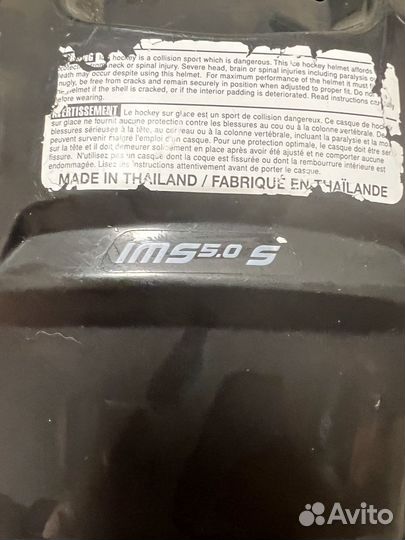 hockey is a collision sport which is dangerous. This ice hockey helmet affords
neck or spinal injury. Severe head, brain or spinal injuries including paralysis or
may occur despite using this helmet. For maximum performance of the helmet it must
be free from cracks and remain securely in position when adjusted to proper fit. Do not
helmet if the shell is cracked, or if the interior padding is deteriorated. Read instructions
before wearing.
AVERTISSEMENT Le hockey sur glace est un sport de collision dangereux. Ce casque de
sur glace ne fournit aucune protection contre les blessures au cou ou à la colonne vertébrale. De
blessures sérieuses à la tête, au cerveau ou à la colonne vertébrale, incluant la paralysie et la
peuvent survenir malgré l'emploi d'un casque. Pour une protection optimale, le casque doit être
sur la tête et il doit demeurer solidement en place après avoir été ajusté et ne comporter aucune
fissure. N'utilisez pas un casque dont la coque est fissurée ou dont la rembourrure intérieure est
endommagée. Lisez les instructions attentivement avant de porter le casque.
MADE IN THAILAND / FABRIQUÉ EN THAÏLANDE
IMS 5.0 S
Avito